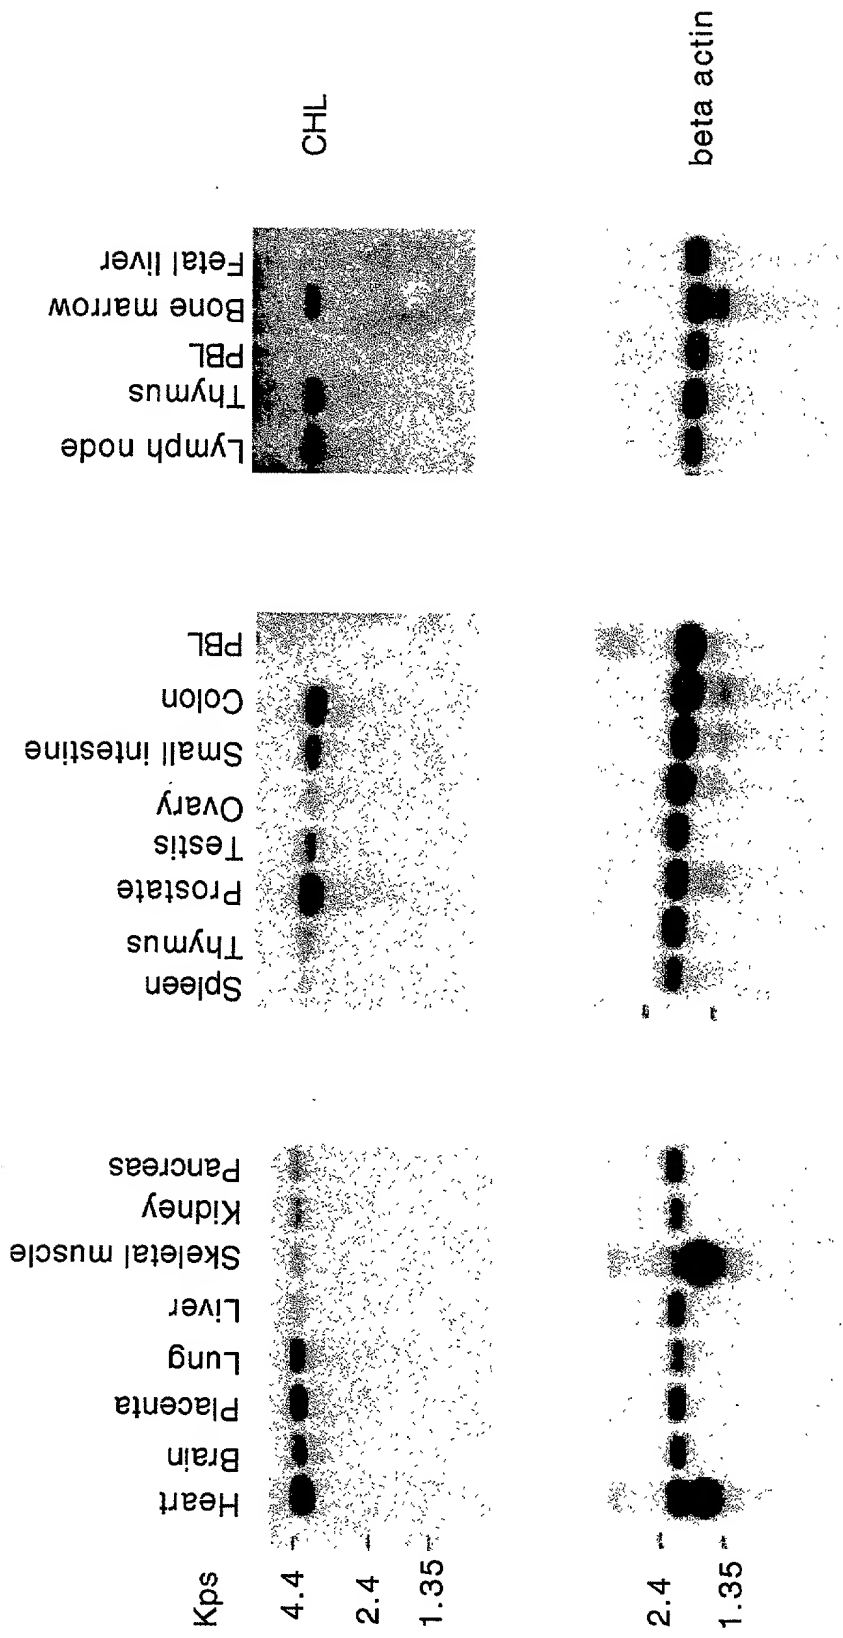 Kps
4.4
2.4
1.35
2.4
1.35
Heart
Brain
Placenta
Lung
Liver
Skeletal muscle
Kidney
Pancreas
Spleen
Thymus
Prostate
Testis
Ovary
Small intestine
Colon
PBL
Lymph node
Thymus
PBL
Bone marrow
Fetal liver
CHL
beta actin